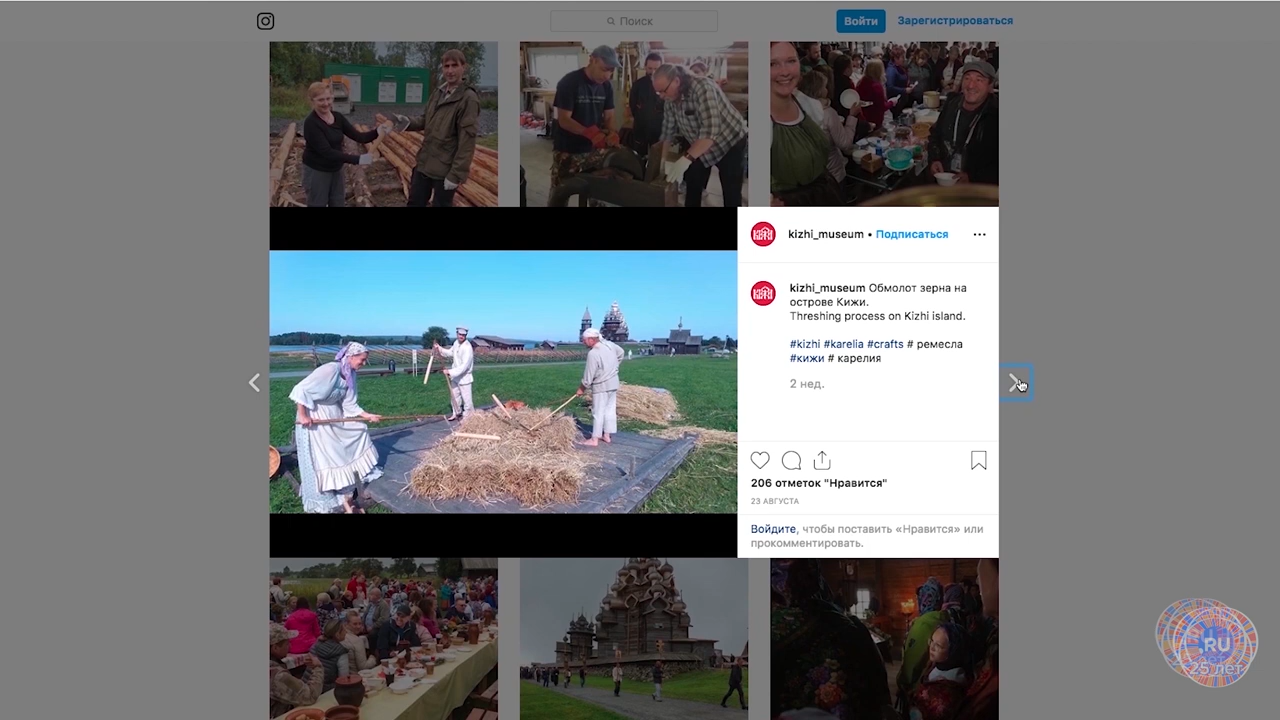 Поиск
Войти
Зарегистрироваться
kizhi_museum • Подписаться
kizhi_museum Обмолот зерна на
острове Кижи.
Threshing process on Kizhi island.
#kizhi #karelia #crafts # ремесла
#кижи # карелия
2 нед.
206 отметок "Нравится"
23 АВГУСТА
Войдите, чтобы поставить «Нравится» или
прокомментировать.
RU
25 лет